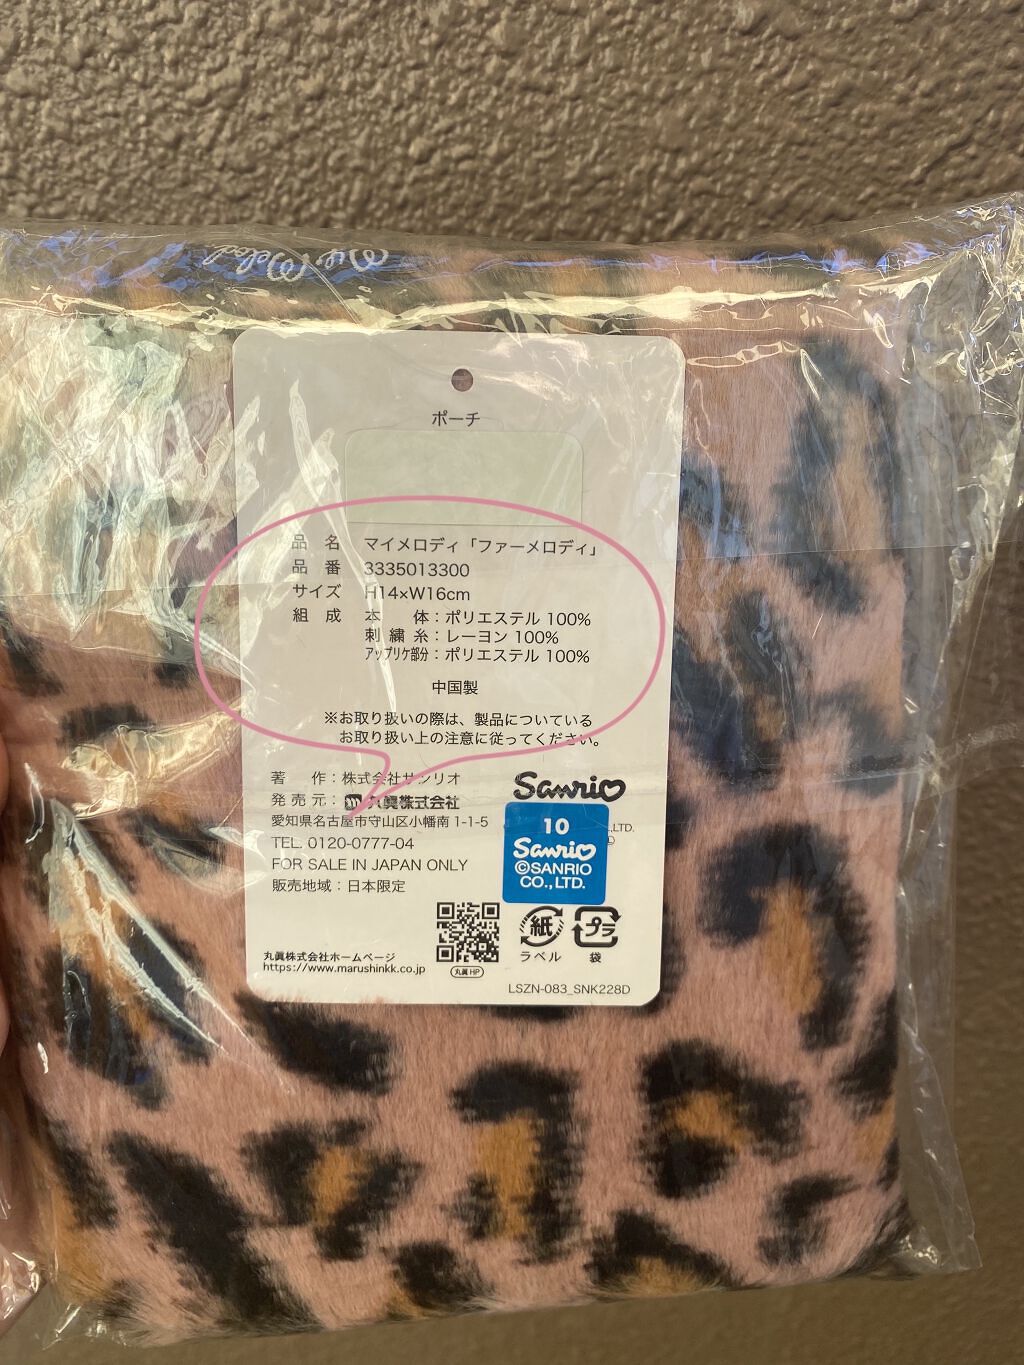 My Melody
ポーチ
品名 マイメロディ「ファーメロディ」
品番 3335013300
サイズ H14×W16cm
組成 本体：ポリエステル 100%
刺繍糸：レーヨン 100%
アップリケ部分：ポリエステル 100%
中国製
※お取り扱いの際は、製品についている
お取り扱い上の注意に従ってください。
著作：株式会社サンリオ
発売元：丸眞株式会社
愛知県名古屋市守山区小幡南 1-1-5
TEL. 0120-0777-04
FOR SALE IN JAPAN ONLY
販売地域：日本限定
Sanrio
LTD.
10
Sanrio
©SANRIO
CO., LTD.
紙
ラベル
プラ
袋
丸眞株式会社ホームページ
https://www.marushinkk.co.jp
丸眞HP
LSZN-083_SNK228D